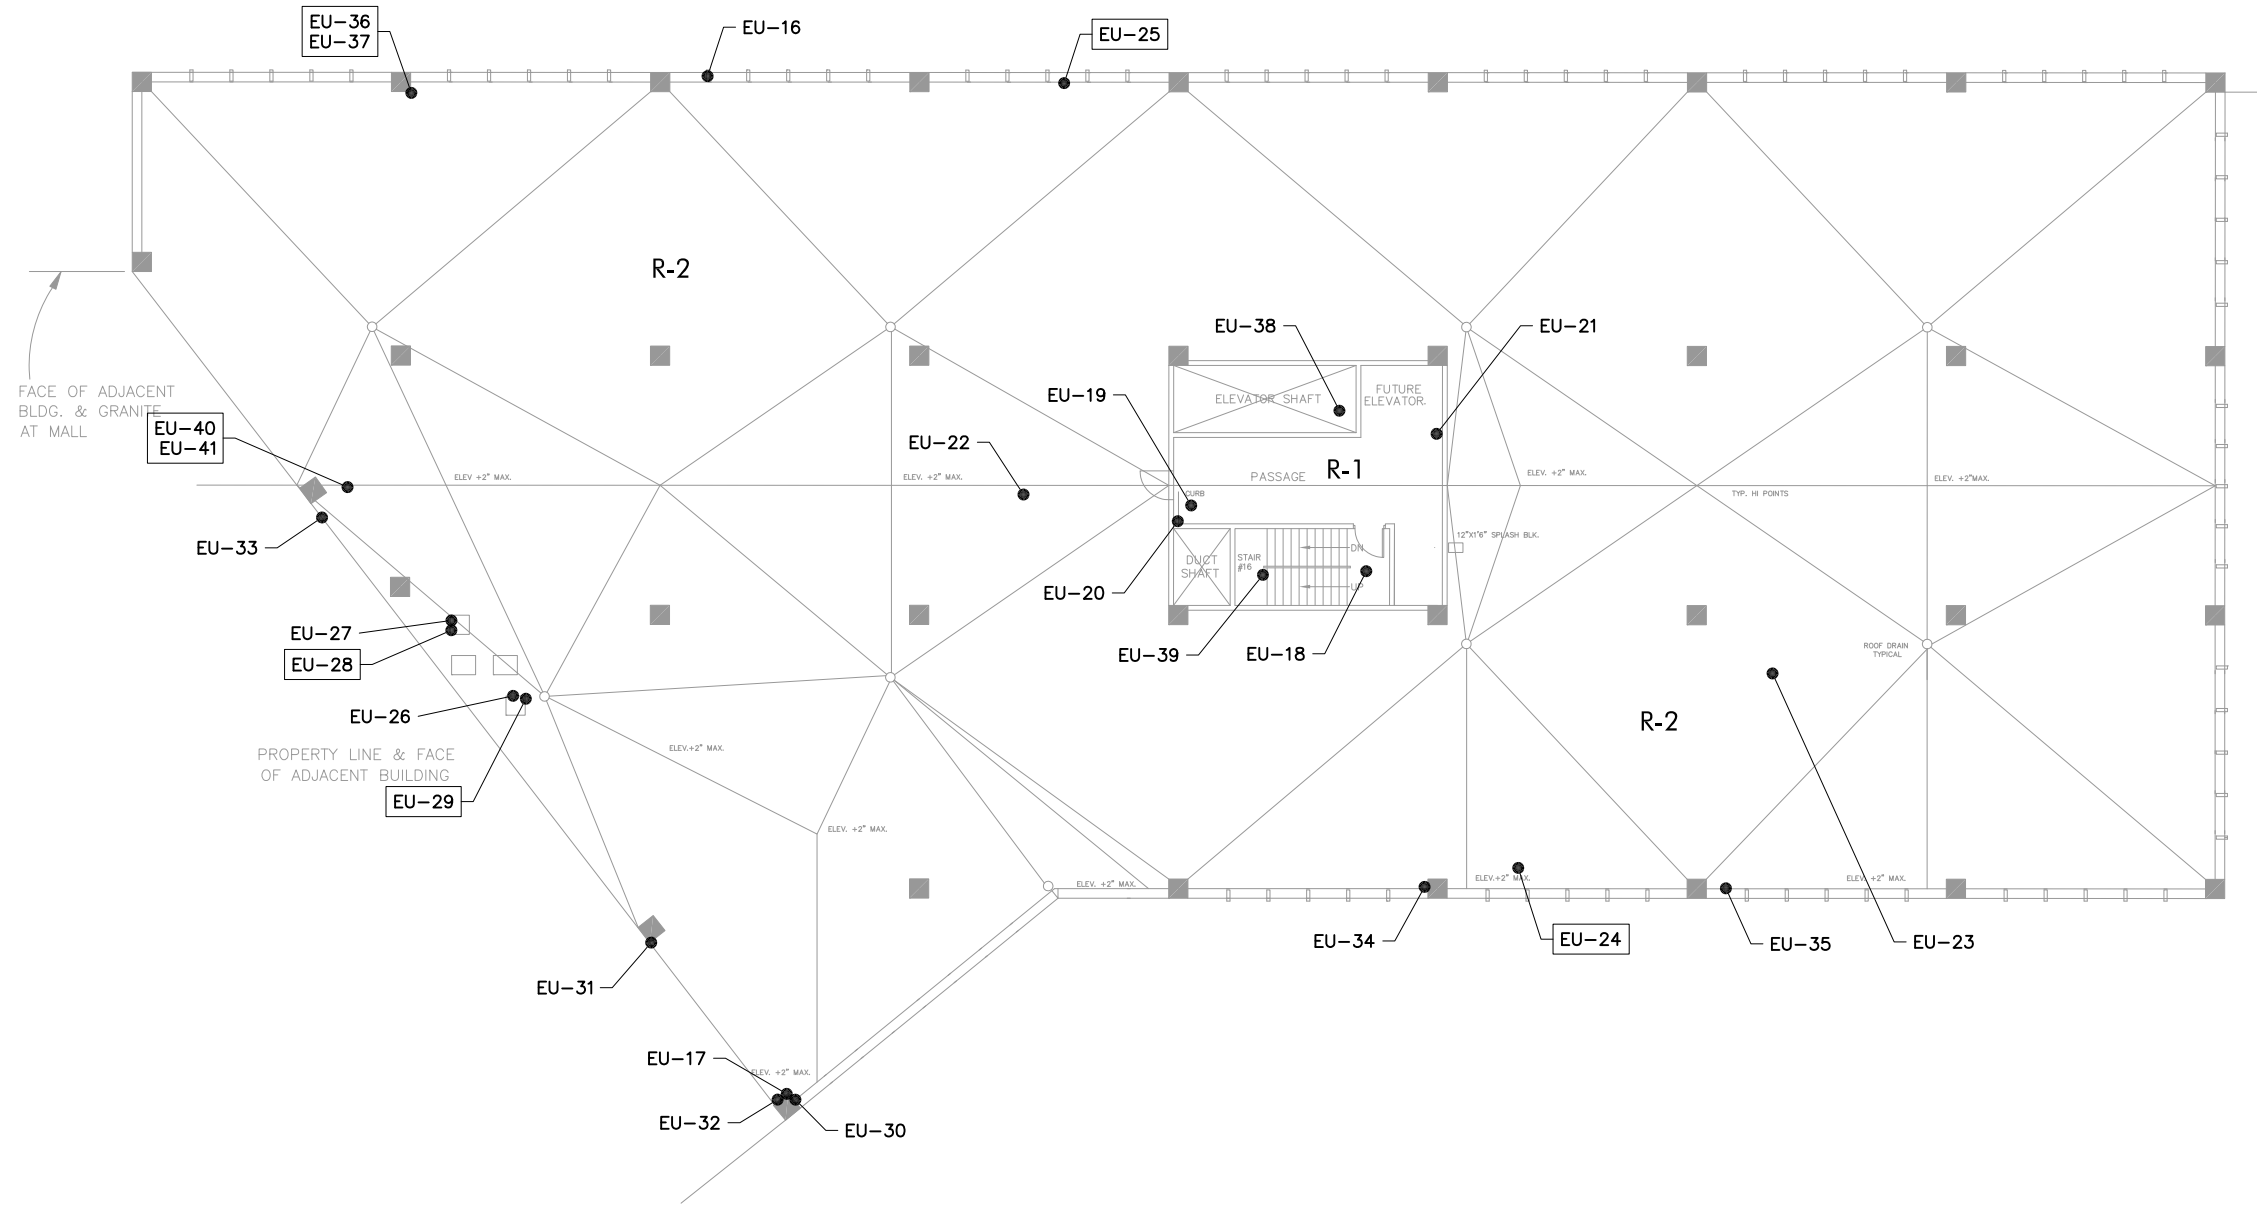 EU-36
EU-37
EU-16
EU-25
R-2
EU-38
EU-21
FACE OF ADJACENT
BLDG. & GRANITE
AT MALL
EU-19
ELEVATOR SHAFT
FUTURE
ELEVATOR.
EU-40
EU-41
EU-22
ELEV +2" MAX.
ELEV. +2" MAX.
PASSAGE
R-1
ELEV. +2" MAX.
ELEV. +2"MAX.
CURB
TYP. HI POINTS
EU-33
12"X1'6" SPLASH BLK.
DUCT
SHAFT
STAIR
#16
DN
UP
EU-20
EU-27
EU-28
EU-39
EU-18
ROOF DRAIN
TYPICAL
EU-26
R-2
PROPERTY LINE & FACE
OF ADJACENT BUILDING
ELEV.+2" MAX.
EU-29
ELEV. +2" MAX.
ELEV. +2" MAX.
ELEV.+2" MAX.
ELEV. +2" MAX.
EU-34
EU-24
EU-35
EU-23
EU-31
EU-17
ELEV. +2" MAX.
EU-32
EU-30